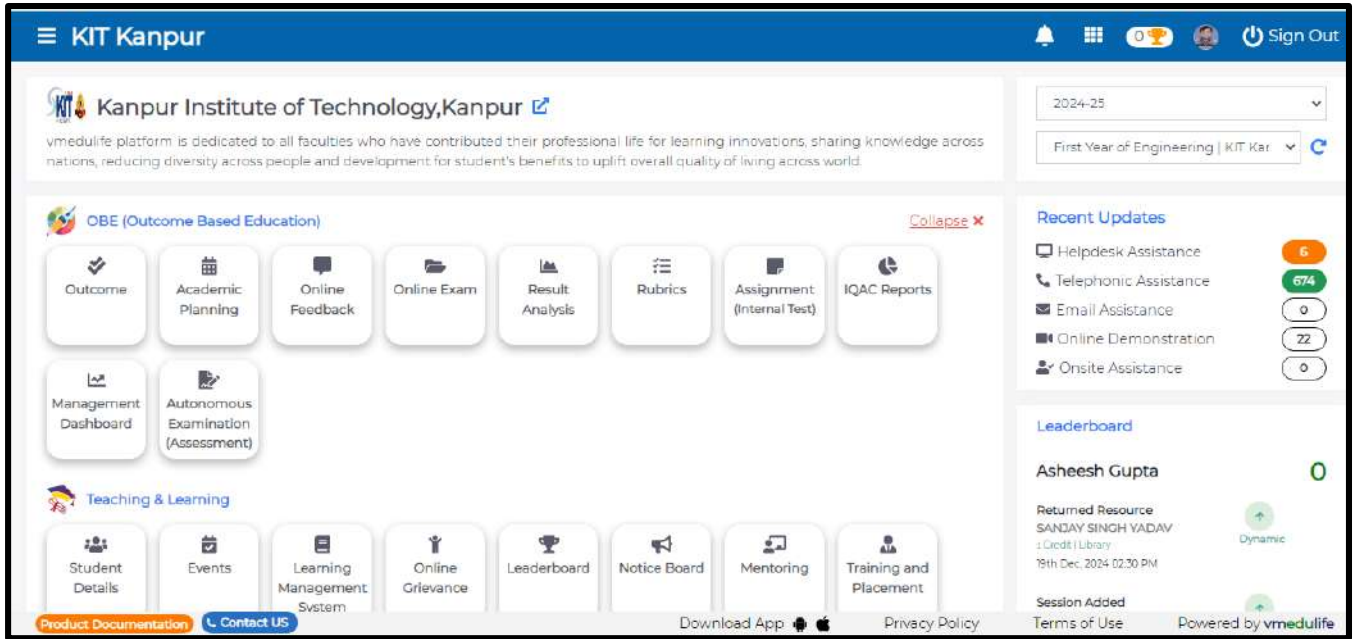 KIT Kanpur
0
Sign Out
KIT
Kanpur Institute of Technology,Kanpur
vmedulife platform is dedicated to all faculties who have contributed their professional life for learning innovations, sharing knowledge across
nations, reducing diversity across people and development for student's benefits to uplift overall quality of living across world.
2024-25
First Year of Engineering | KIT Kar
OBE (Outcome Based Education)
Collapse
Outcome
Academic
Planning
Online
Feedback
Online Exam
Result
Analysis
Rubrics
Assignment
(Internal Test)
IQAC Reports
Management
Dashboard
Autonomous
Examination
(Assessment)
Teaching & Learning
Student
Details
Events
Learning
Management
System
Online
Grievance
Leaderboard
Notice Board
Mentoring
Training and
Placement
Recent Updates
Helpdesk Assistance 6
Telephonic Assistance 674
Email Assistance 0
Online Demonstration 22
Onsite Assistance 0
Leaderboard
Asheesh Gupta 0
Returned Resource
SANJAY SINGH YADAV
1 Credit | Library
19th Dec, 2024 02:30 PM
Dynamic
Session Added
Product Documentation
Contact US
Download App
Privacy Policy
Terms of Use
Powered by vmedulife